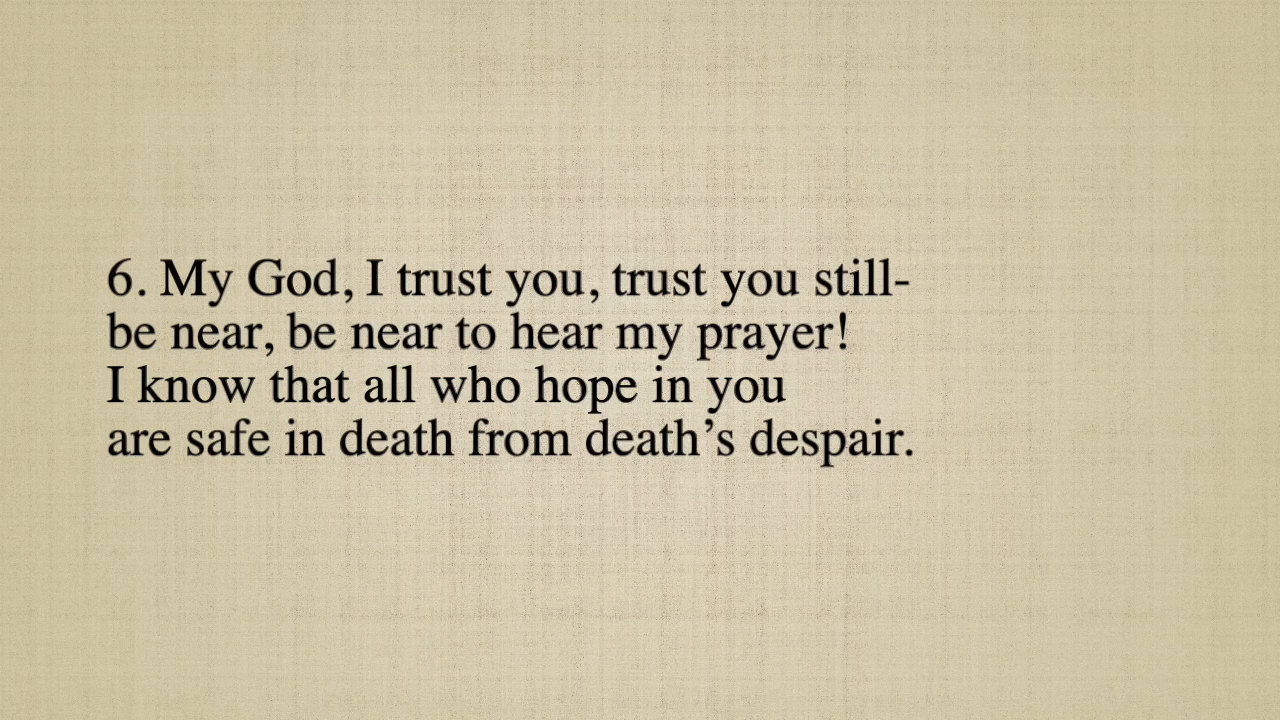 6. My God, I trust you, trust you still-
be near, be near to hear my prayer!
I know that all who hope in you
are safe in death from death’s despair.